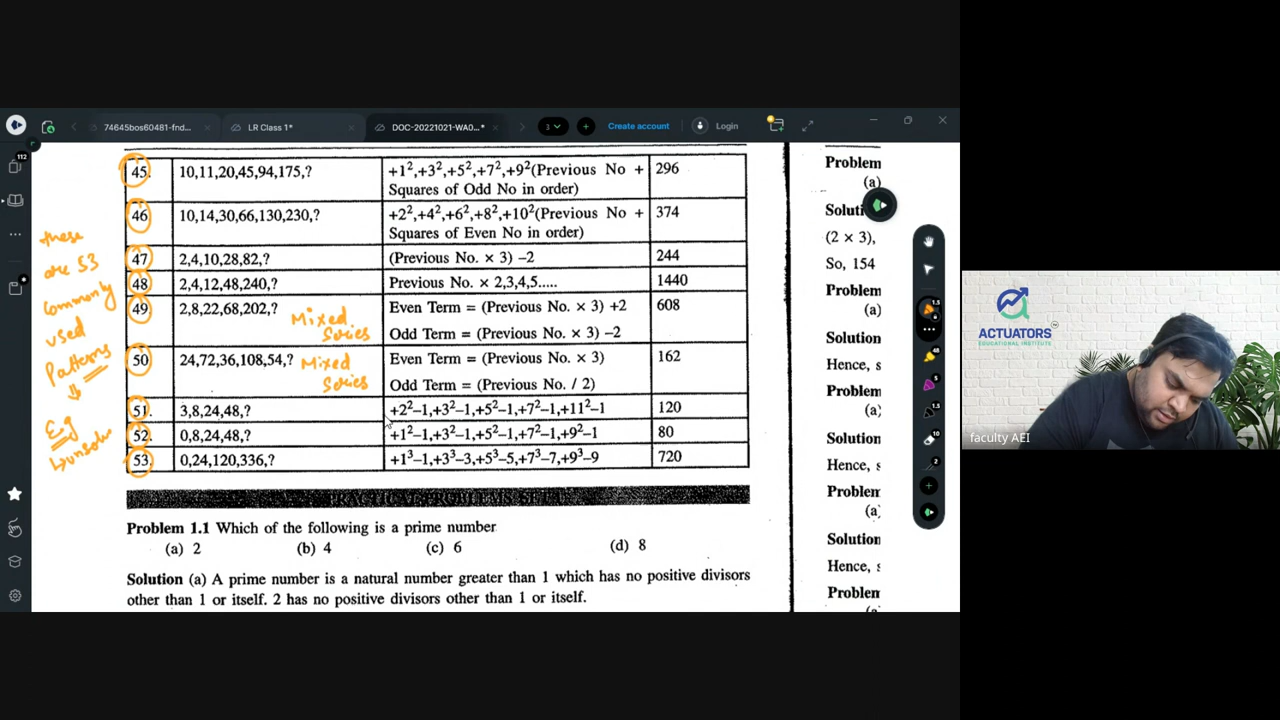 74645bos60481-fnd...
LR Class 1*
DOC-20221021-WA0...*
3
Create account
Login
112
45. 10,11,20,45,94,175,? +1²,+3²,+5²,+7²,+9²(Previous No + 296
Squares of Odd No in order)
46 10,14,30,66,130,230,? +2²,+4²,+6²,+8²,+10²(Previous No + 374
Squares of Even No in order)
47 2,4,10,28,82,? (Previous No. × 3) –2 244
48 2,4,12,48,240,? Previous No. × 2,3,4,5..... 1440
49 2,8,22,68,202,? Even Term = (Previous No. × 3) +2 608
Mixed Series
Odd Term = (Previous No. × 3) –2
50 24,72,36,108,54,? Even Term = (Previous No. × 3) 162
Mixed Series
Odd Term = (Previous No. / 2)
51. 3,8,24,48,? +2²–1,+3²–1,+5²–1,+7²–1,+11²–1 120
52. 0,8,24,48,? +1²–1,+3²–1,+5²–1,+7²–1,+9²–1 80
53. 0,24,120,336,? +1³–1,+3³–3,+5³–5,+7³–7,+9³–9 720
these
are 53
commonly
used
Patterns
Eg
PRACTICAL PROBLEMS SET
Problem 1.1 Which of the following is a prime number
(a) 2 (b) 4 (c) 6 (d) 8
Solution (a) A prime number is a natural number greater than 1 which has no positive divisors
other than 1 or itself. 2 has no positive divisors other than 1 or itself.
Problem
(a)
Soluti
(2 × 3),
So, 154
Problem
(a)
Solution
Hence, s
Problem
(a)
Solution
Hence, s
Problem
(a)
Solution
Hence, s
Problem
ACTUATORS
EDUCATIONAL INSTITUTE
faculty AEI